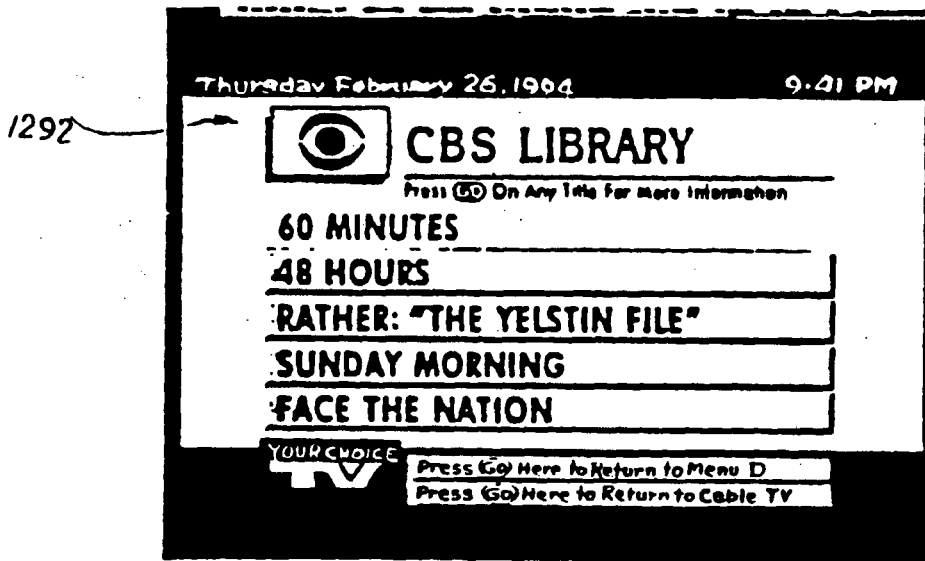 Thursday February 26, 1994 9:41 PM
1292
CBS LIBRARY
Press GO On Any Title For More Information
60 MINUTES
48 HOURS
RATHER: "THE YELSTIN FILE"
SUNDAY MORNING
FACE THE NATION
YOUR CHOICE
TV
Press Go Here to Return to Menu D
Press Go Here to Return to Cable TV